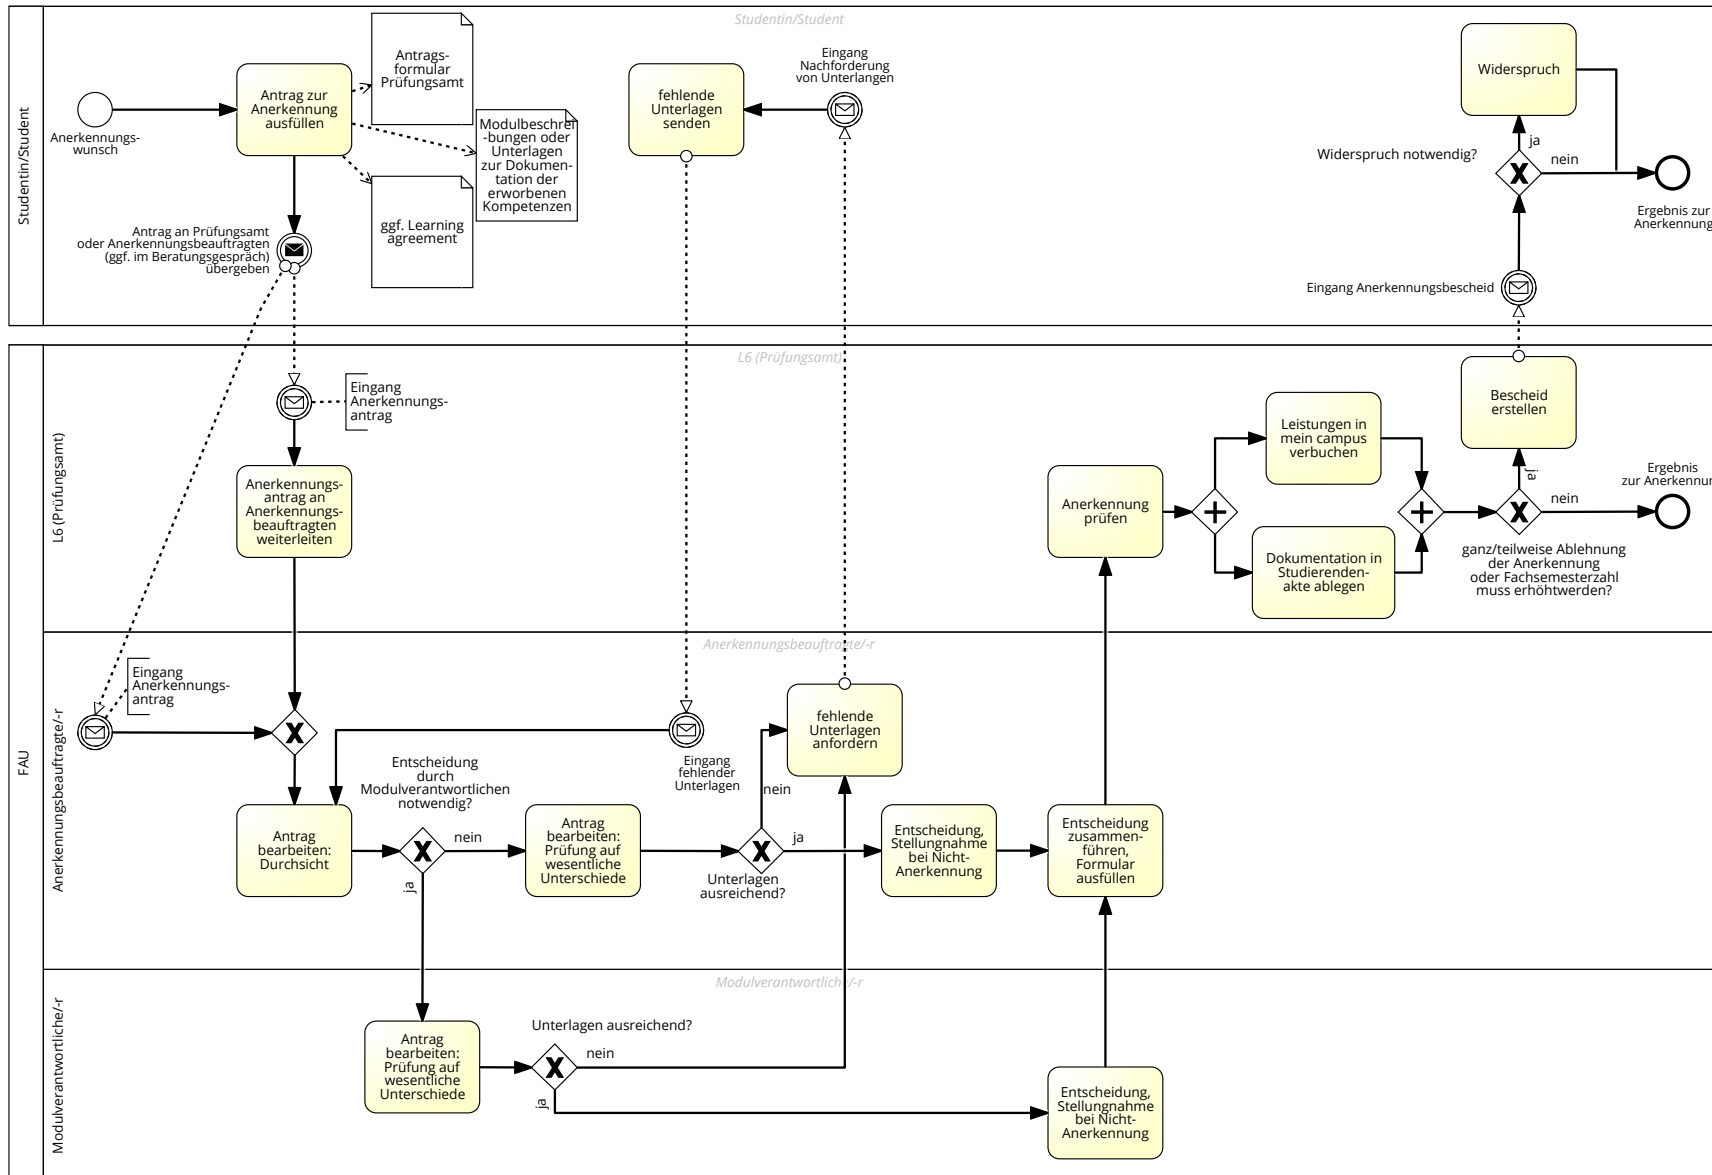 Studentin/Student
Studentin/Student
Anerkennungs-
wunsch
Antrag zur
Anerkennung
ausfüllen
Antrags-
formular
Prüfungsamt
Modulbeschrei
-bungen oder
Unterlagen
zur Dokumen-
tation der
erworbenen
Kompetenzen
ggf. Learning
agreement
Antrag an Prüfungsamt
oder Anerkennungsbeauftragten
(ggf. im Beratungsgespräch)
übergeben
fehlende
Unterlagen
senden
Eingang
Nachforderung
von Unterlangen
Widerspruch
Widerspruch notwendig?
ja
nein
Ergebnis zur
Anerkennung
Eingang Anerkennungsbescheid
FAU
L6 (Prüfungsamt)
L6 (Prüfungsamt)
Eingang
Anerkennungs-
antrag
Anerkennungs-
antrag an
Anerkennungs-
beauftragten
weiterleiten
Anerkennung
prüfen
Leistungen in
mein campus
verbuchen
Dokumentation in
Studierenden-
akte ablegen
Bescheid
erstellen
ja
nein
ganz/teilweise Ablehnung
der Anerkennung
oder Fachsemesterzahl
muss erhöhtwerden?
Ergebnis
zur Anerkennun
Anerkennungsbeauftragte/-r
Anerkennungsbeauftragte/-r
Eingang
Anerkennungs-
antrag
Antrag
bearbeiten:
Durchsicht
Entscheidung
durch
Modulverantwortlichen
notwendig?
nein
ja
Antrag
bearbeiten:
Prüfung auf
wesentliche
Unterschiede
Eingang
fehlender
Unterlagen
fehlende
Unterlagen
anfordern
nein
ja
Unterlagen
ausreichend?
Entscheidung,
Stellungnahme
bei Nicht-
Anerkennung
Entscheidung
zusammen-
führen,
Formular
ausfüllen
Modulverantwortliche/-r
Modulverantwortliche/-r
Antrag
bearbeiten:
Prüfung auf
wesentliche
Unterschiede
Unterlagen ausreichend?
nein
ja
Entscheidung,
Stellungnahme
bei Nicht-
Anerkennung